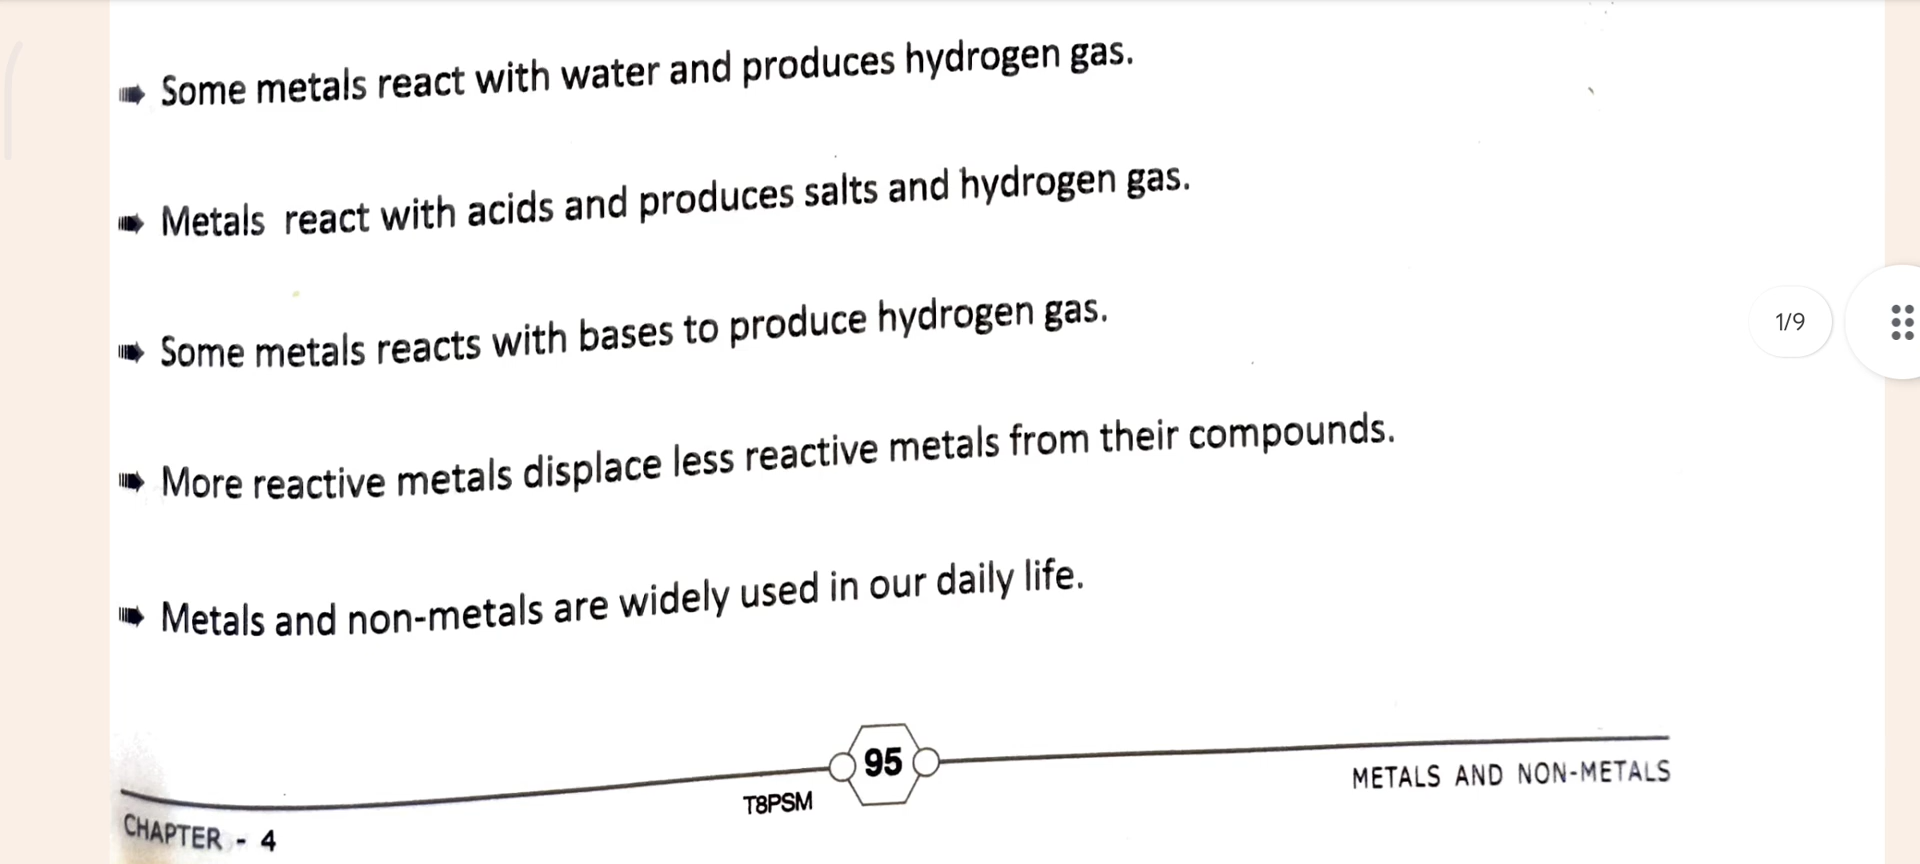 Some metals react with water and produces hydrogen gas.
Metals react with acids and produces salts and hydrogen gas.
Some metals reacts with bases to produce hydrogen gas.
More reactive metals displace less reactive metals from their compounds.
Metals and non-metals are widely used in our daily life.
1/9
95
T8PSM
METALS AND NON-METALS
CHAPTER - 4